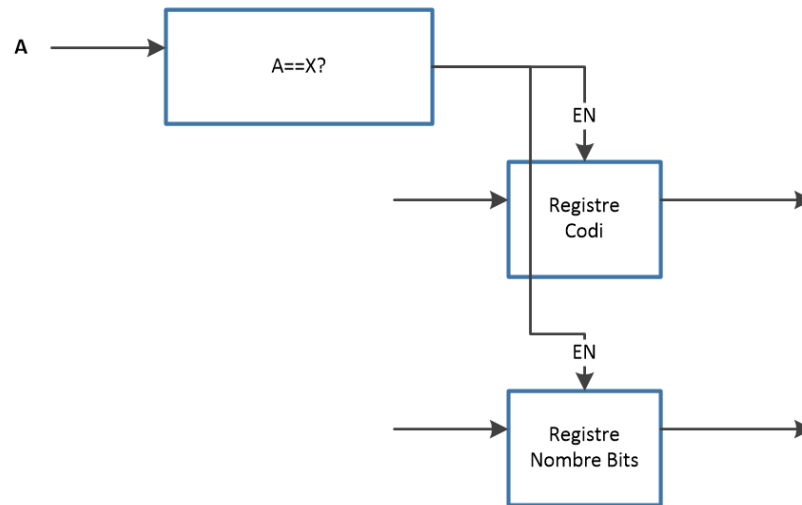 A
A==X?
EN
Registre
Codi
EN
Registre
Nombre Bits